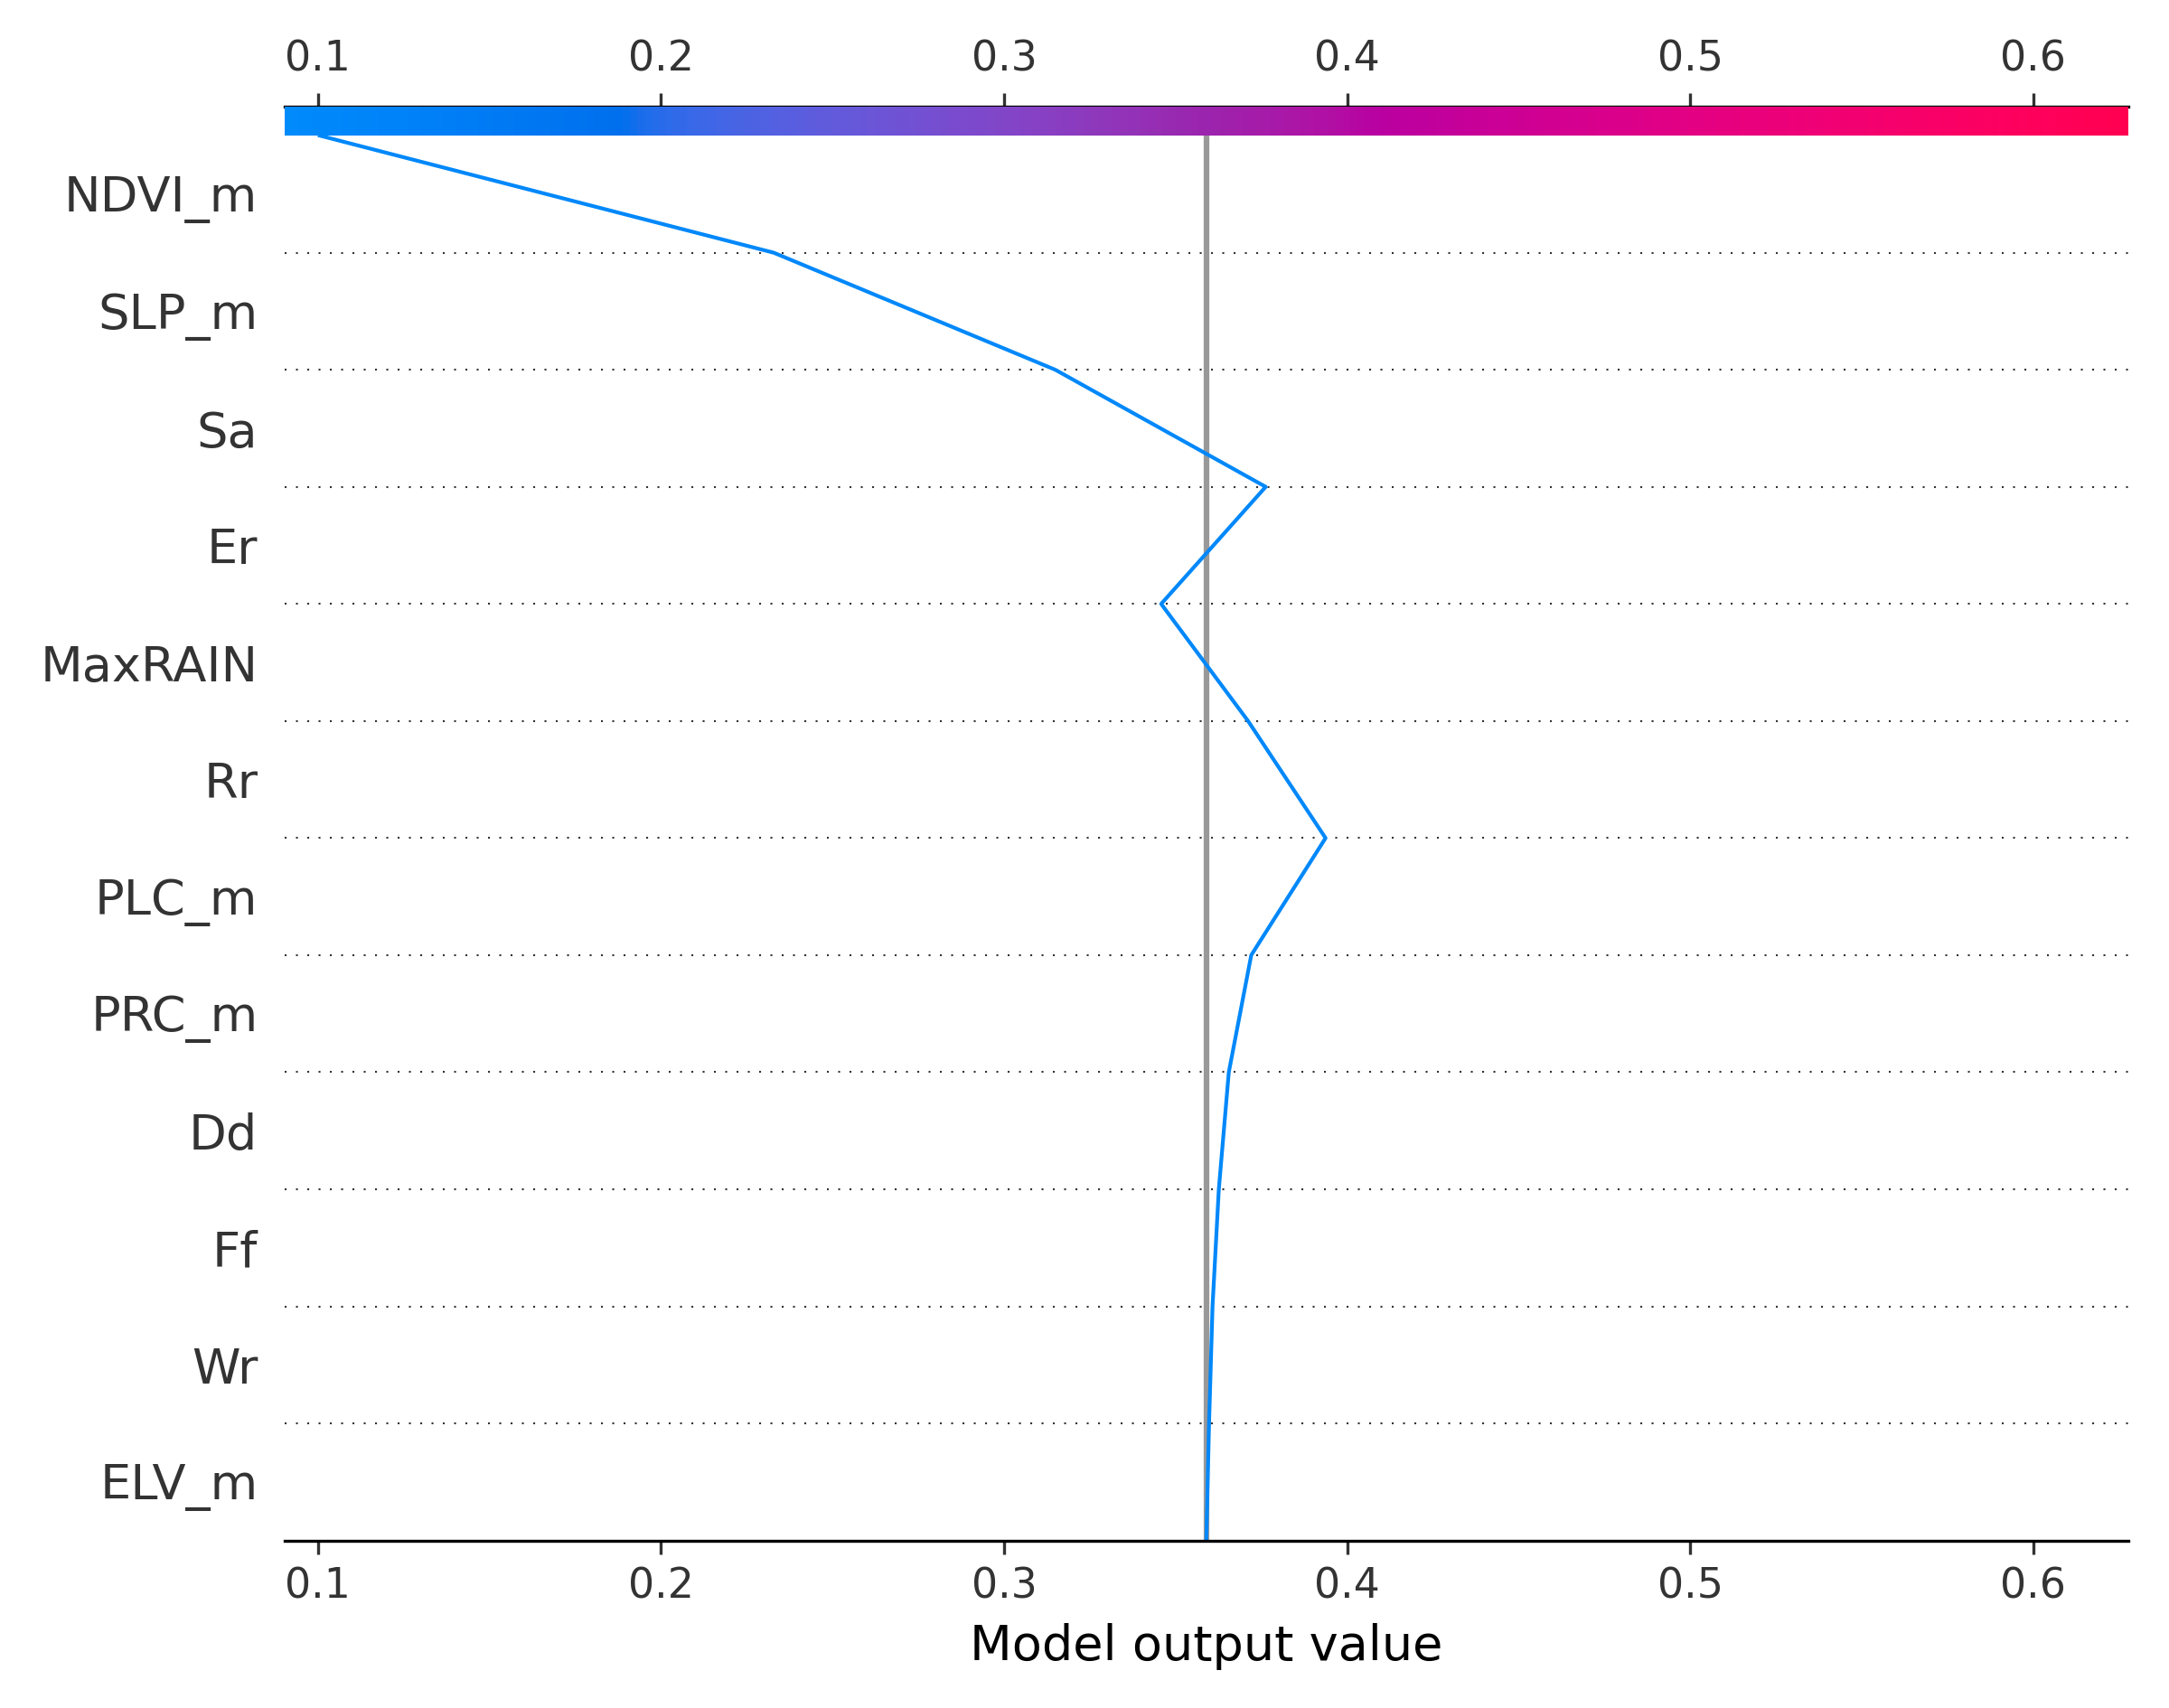 0.1 0.2 0.3 0.4 0.5 0.6
NDVI_m
SLP_m
Sa
Er
MaxRAIN
Rr
PLC_m
PRC_m
Dd
Ff
Wr
ELV_m
0.1 0.2 0.3 0.4 0.5 0.6
Model output value